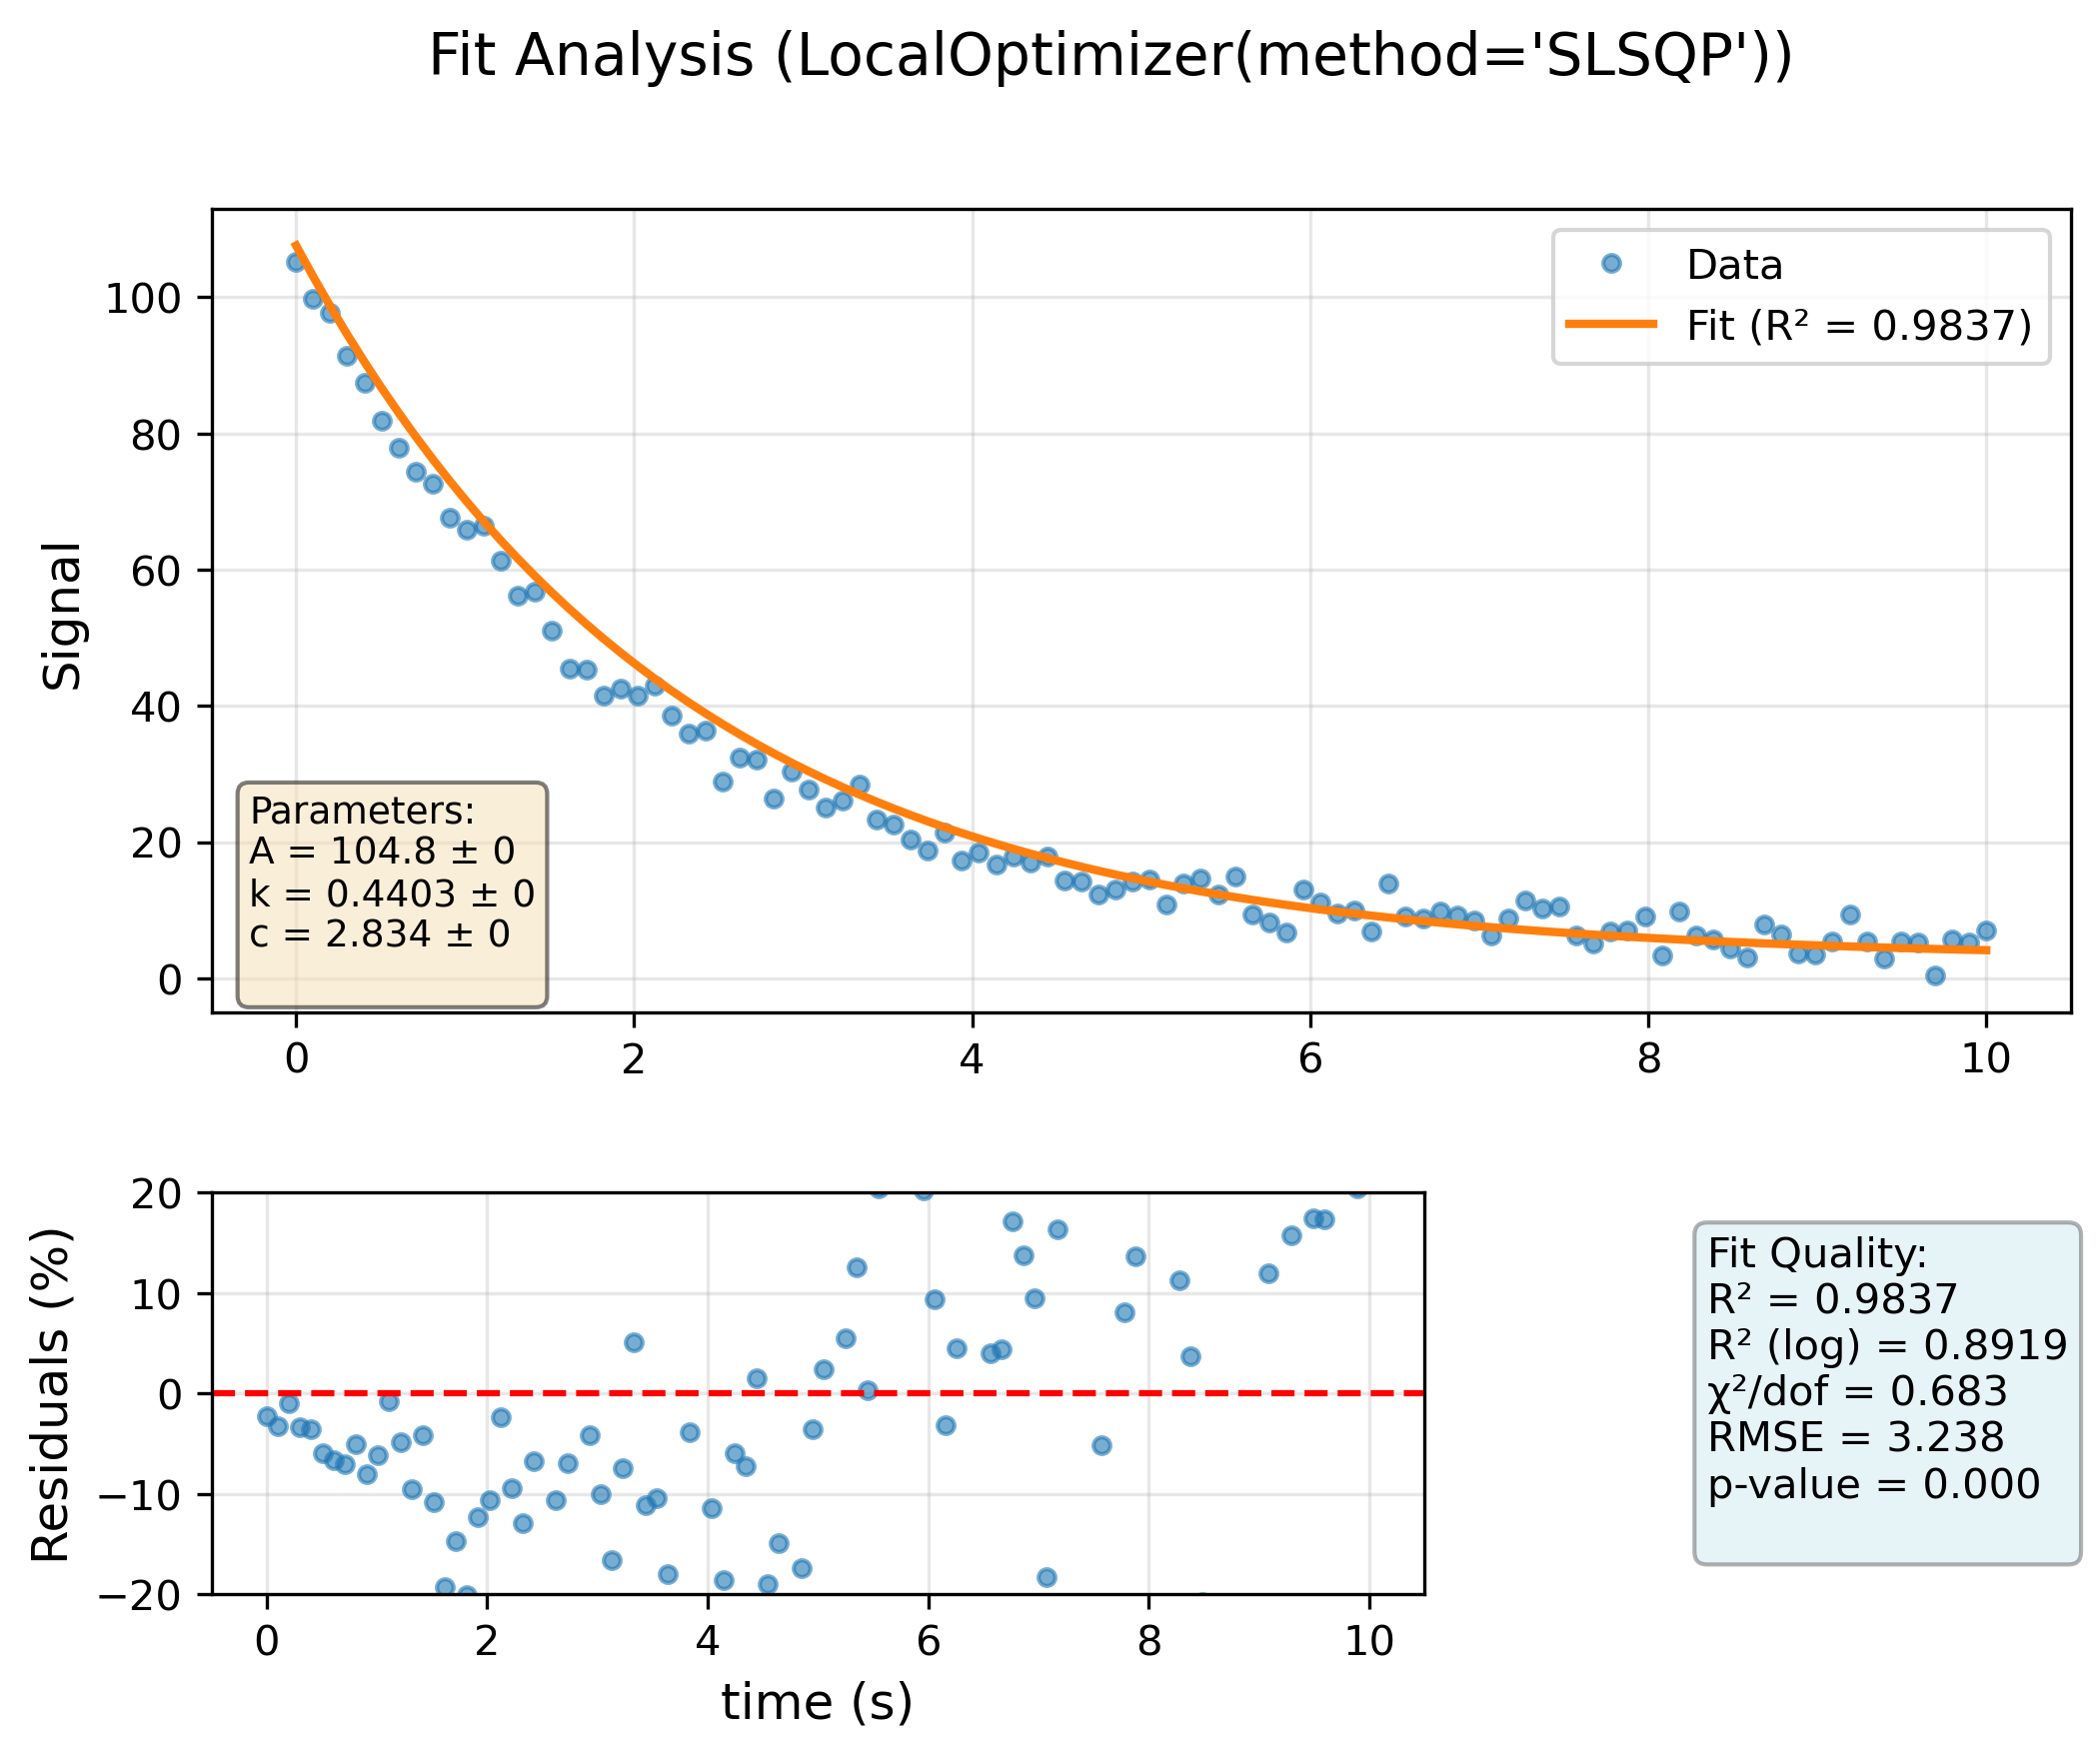 Fit Analysis (LocalOptimizer(method='SLSQP'))
Signal
100
80
60
40
20
0
Data
Fit (R² = 0.9837)
Parameters:
A = 104.8 ± 0
k = 0.4403 ± 0
c = 2.834 ± 0
0 2 4 6 8 10
Residuals (%)
20
10
0
−10
−20
0 2 4 6 8 10
time (s)
Fit Quality:
R² = 0.9837
R² (log) = 0.8919
χ²/dof = 0.683
RMSE = 3.238
p-value = 0.000